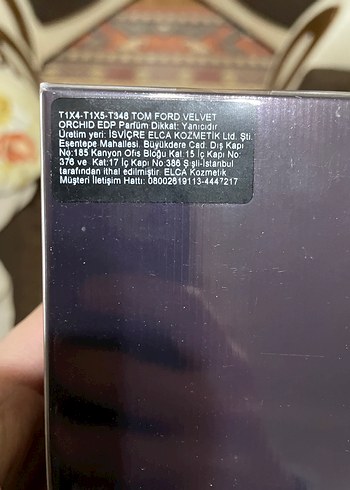 T1X4-T1X5-T348 TOM FORD VELVET
ORCHID EDP Parfüm Dikkat: Yanıcıdır
Üretim yeri: İSVİÇRE ELCA KOZMETİK Ltd. Şti.
Esentepe Mahallesi. Büyükdere Cad. Dış Kapı
No:185 Kanyon Ofis Bloğu Kat:15 İç Kapı No:
376 ve Kat:17 İç Kapı No:386 Şişli-İstanbul
tarafından ithal edilmiştir. ELCA Kozmetik
Müşteri İletişim Hattı: 08002619113-4447217